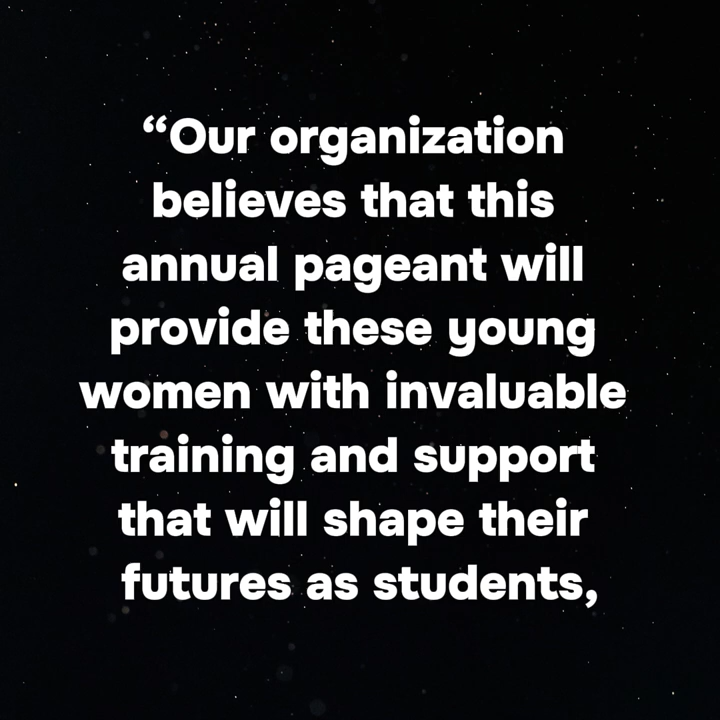 “Our organization
believes that this
annual pageant will
provide these young
women with invaluable
training and support
that will shape their
futures as students,